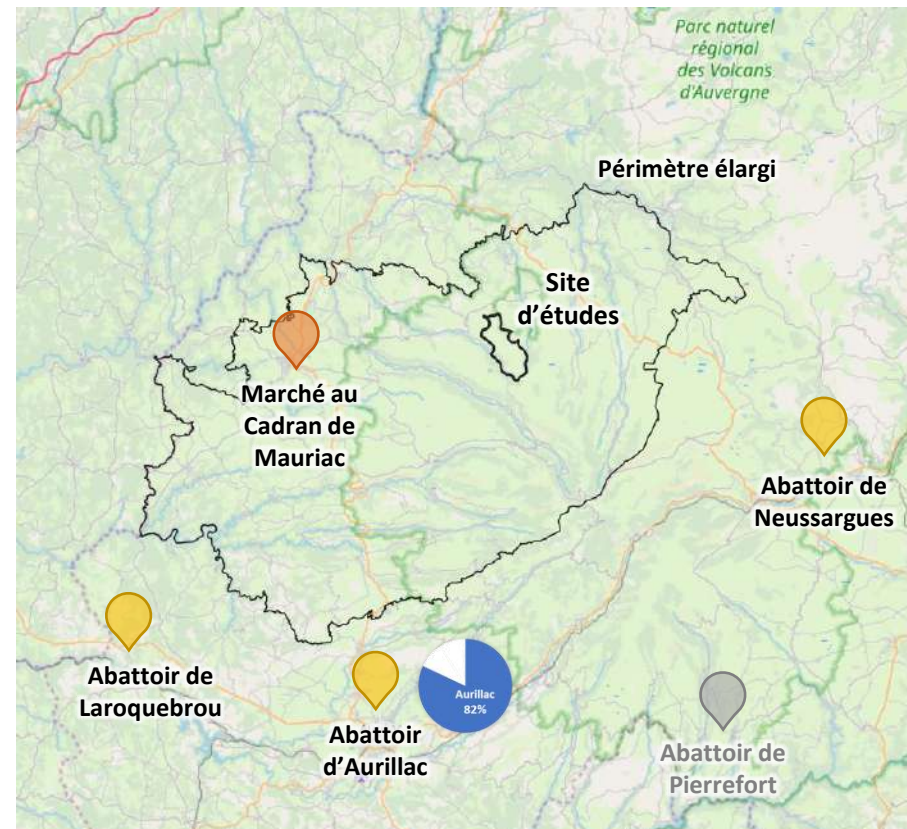 Parc naturel
régional
des Volcans
d'Auvergne
Périmètre élargi
Site
d’études
Marché au
Cadran de
Mauriac
Abattoir de
Neussargues
Abattoir de
Laroquebrou
Aurillac
82%
Abattoir
d’Aurillac
Abattoir de
Pierrefort